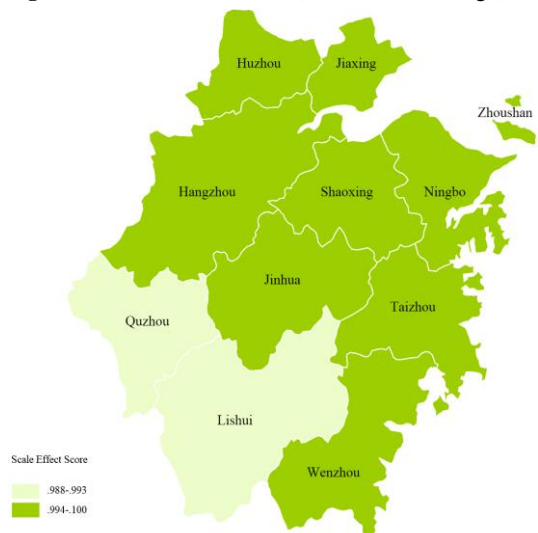 Huzhou
Jiaxing
Zhoushan
Hangzhou
Shaoxing
Ningbo
Jinhua
Taizhou
Quzhou
Lishui
Wenzhou
Scale Effect Score
.988-.993
.994-.100